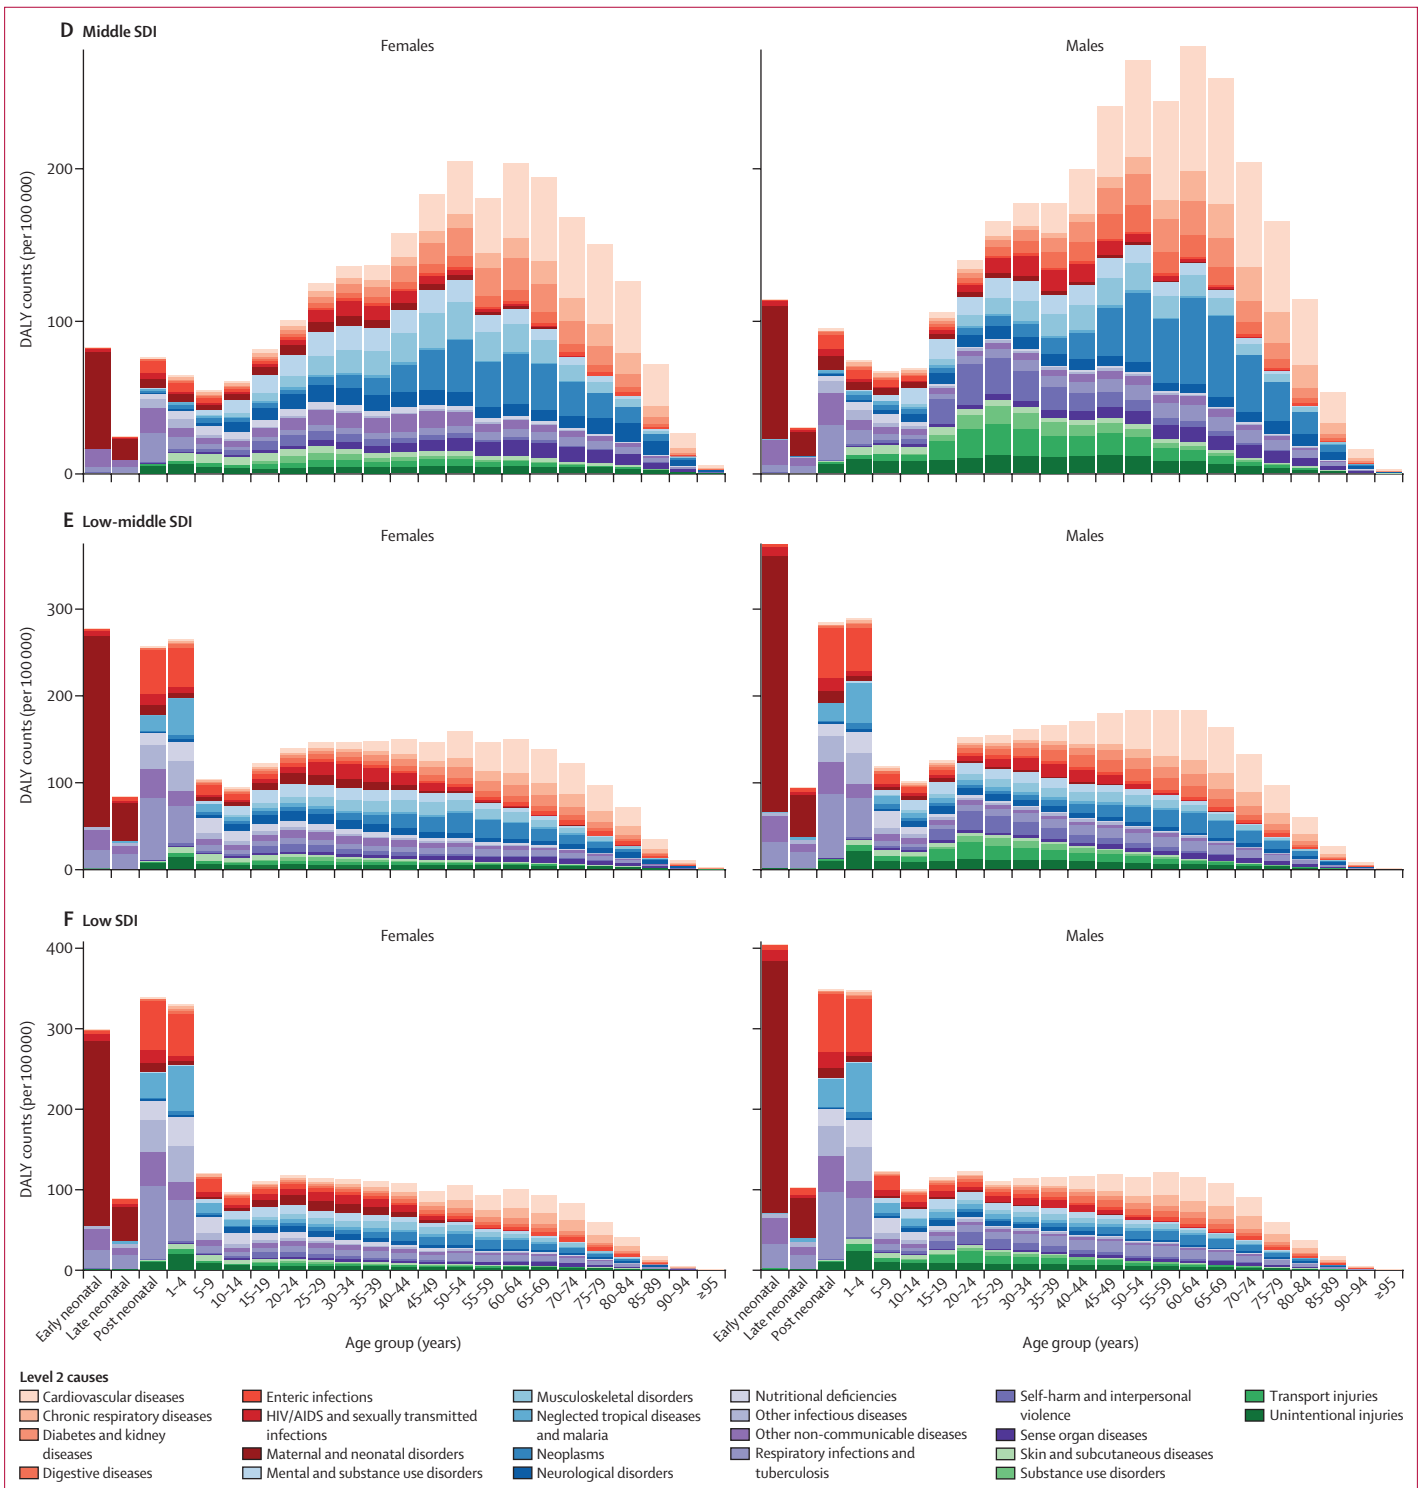 D Middle SDI
Females
Males
DALY counts (per 100 000)
200
100
0
E Low-middle SDI
Females
Males
DALY counts (per 100 000)
300
200
100
0
F Low SDI
Females
Males
DALY counts (per 100 000)
400
300
200
100
0
Early neonatal
Late neonatal
Post neonatal
1–4
5–9
10–14
15–19
20–24
25–29
30–34
35–39
40–44
45–49
50–54
55–59
60–64
65–69
70–74
75–79
80–84
85–89
90–94
≥95
Early neonatal
Late neonatal
Post neonatal
1–4
5–9
10–14
15–19
20–24
25–29
30–34
35–39
40–44
45–49
50–54
55–59
60–64
65–69
70–74
75–79
80–84
85–89
90–94
≥95
Age group (years)
Age group (years)
Level 2 causes
Cardiovascular diseases
Chronic respiratory diseases
Diabetes and kidney
diseases
Digestive diseases
Enteric infections
HIV/AIDS and sexually transmitted
infections
Maternal and neonatal disorders
Mental and substance use disorders
Musculoskeletal disorders
Neglected tropical diseases
and malaria
Neoplasms
Neurological disorders
Nutritional deficiencies
Other infectious diseases
Other non-communicable diseases
Respiratory infections and
tuberculosis
Self-harm and interpersonal
violence
Sense organ diseases
Skin and subcutaneous diseases
Substance use disorders
Transport injuries
Unintentional injuries